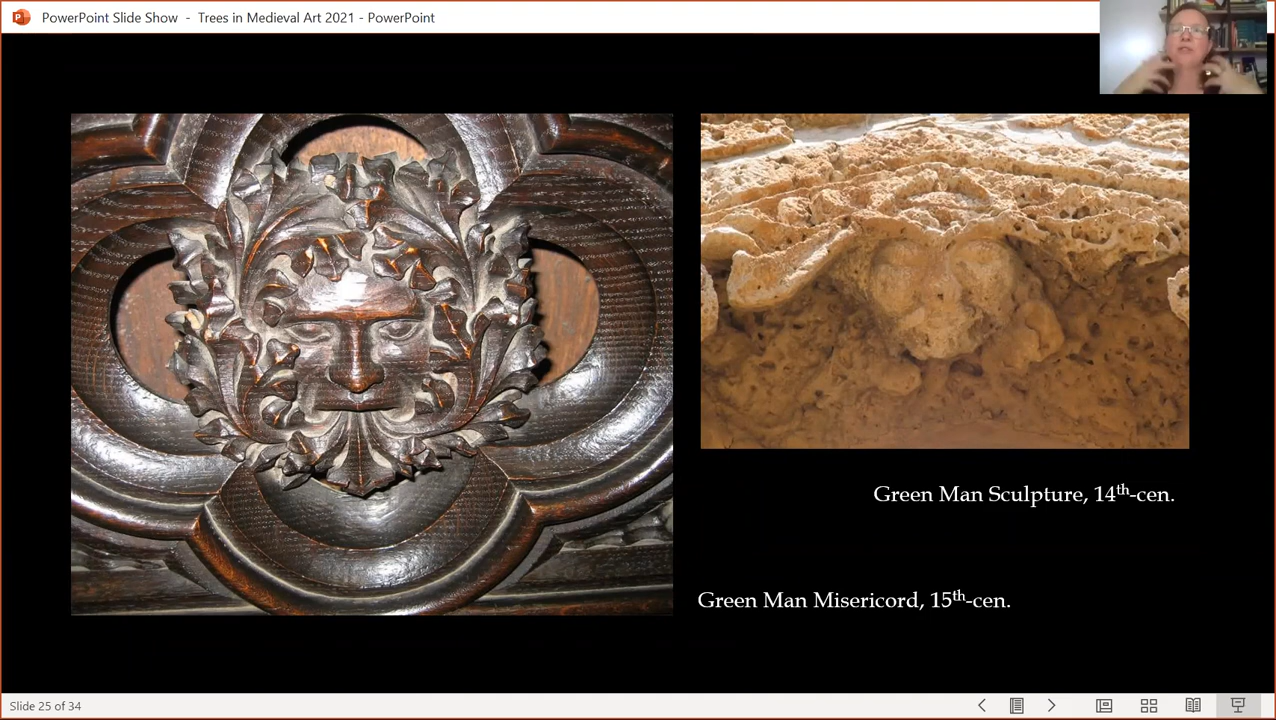 PowerPoint Slide Show - Trees in Medieval Art 2021 - PowerPoint
Green Man Sculpture, 14th-cen.
Green Man Misericord, 15th-cen.
Slide 25 of 34